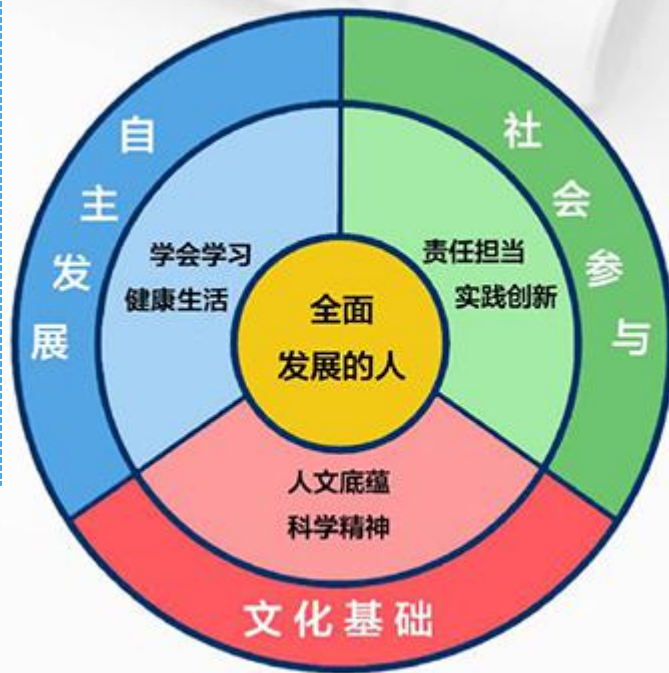 自主发展
学会学习
健康生活
社会参与
责任担当
实践创新
全面
发展的人
人文底蕴
科学精神
文化基础